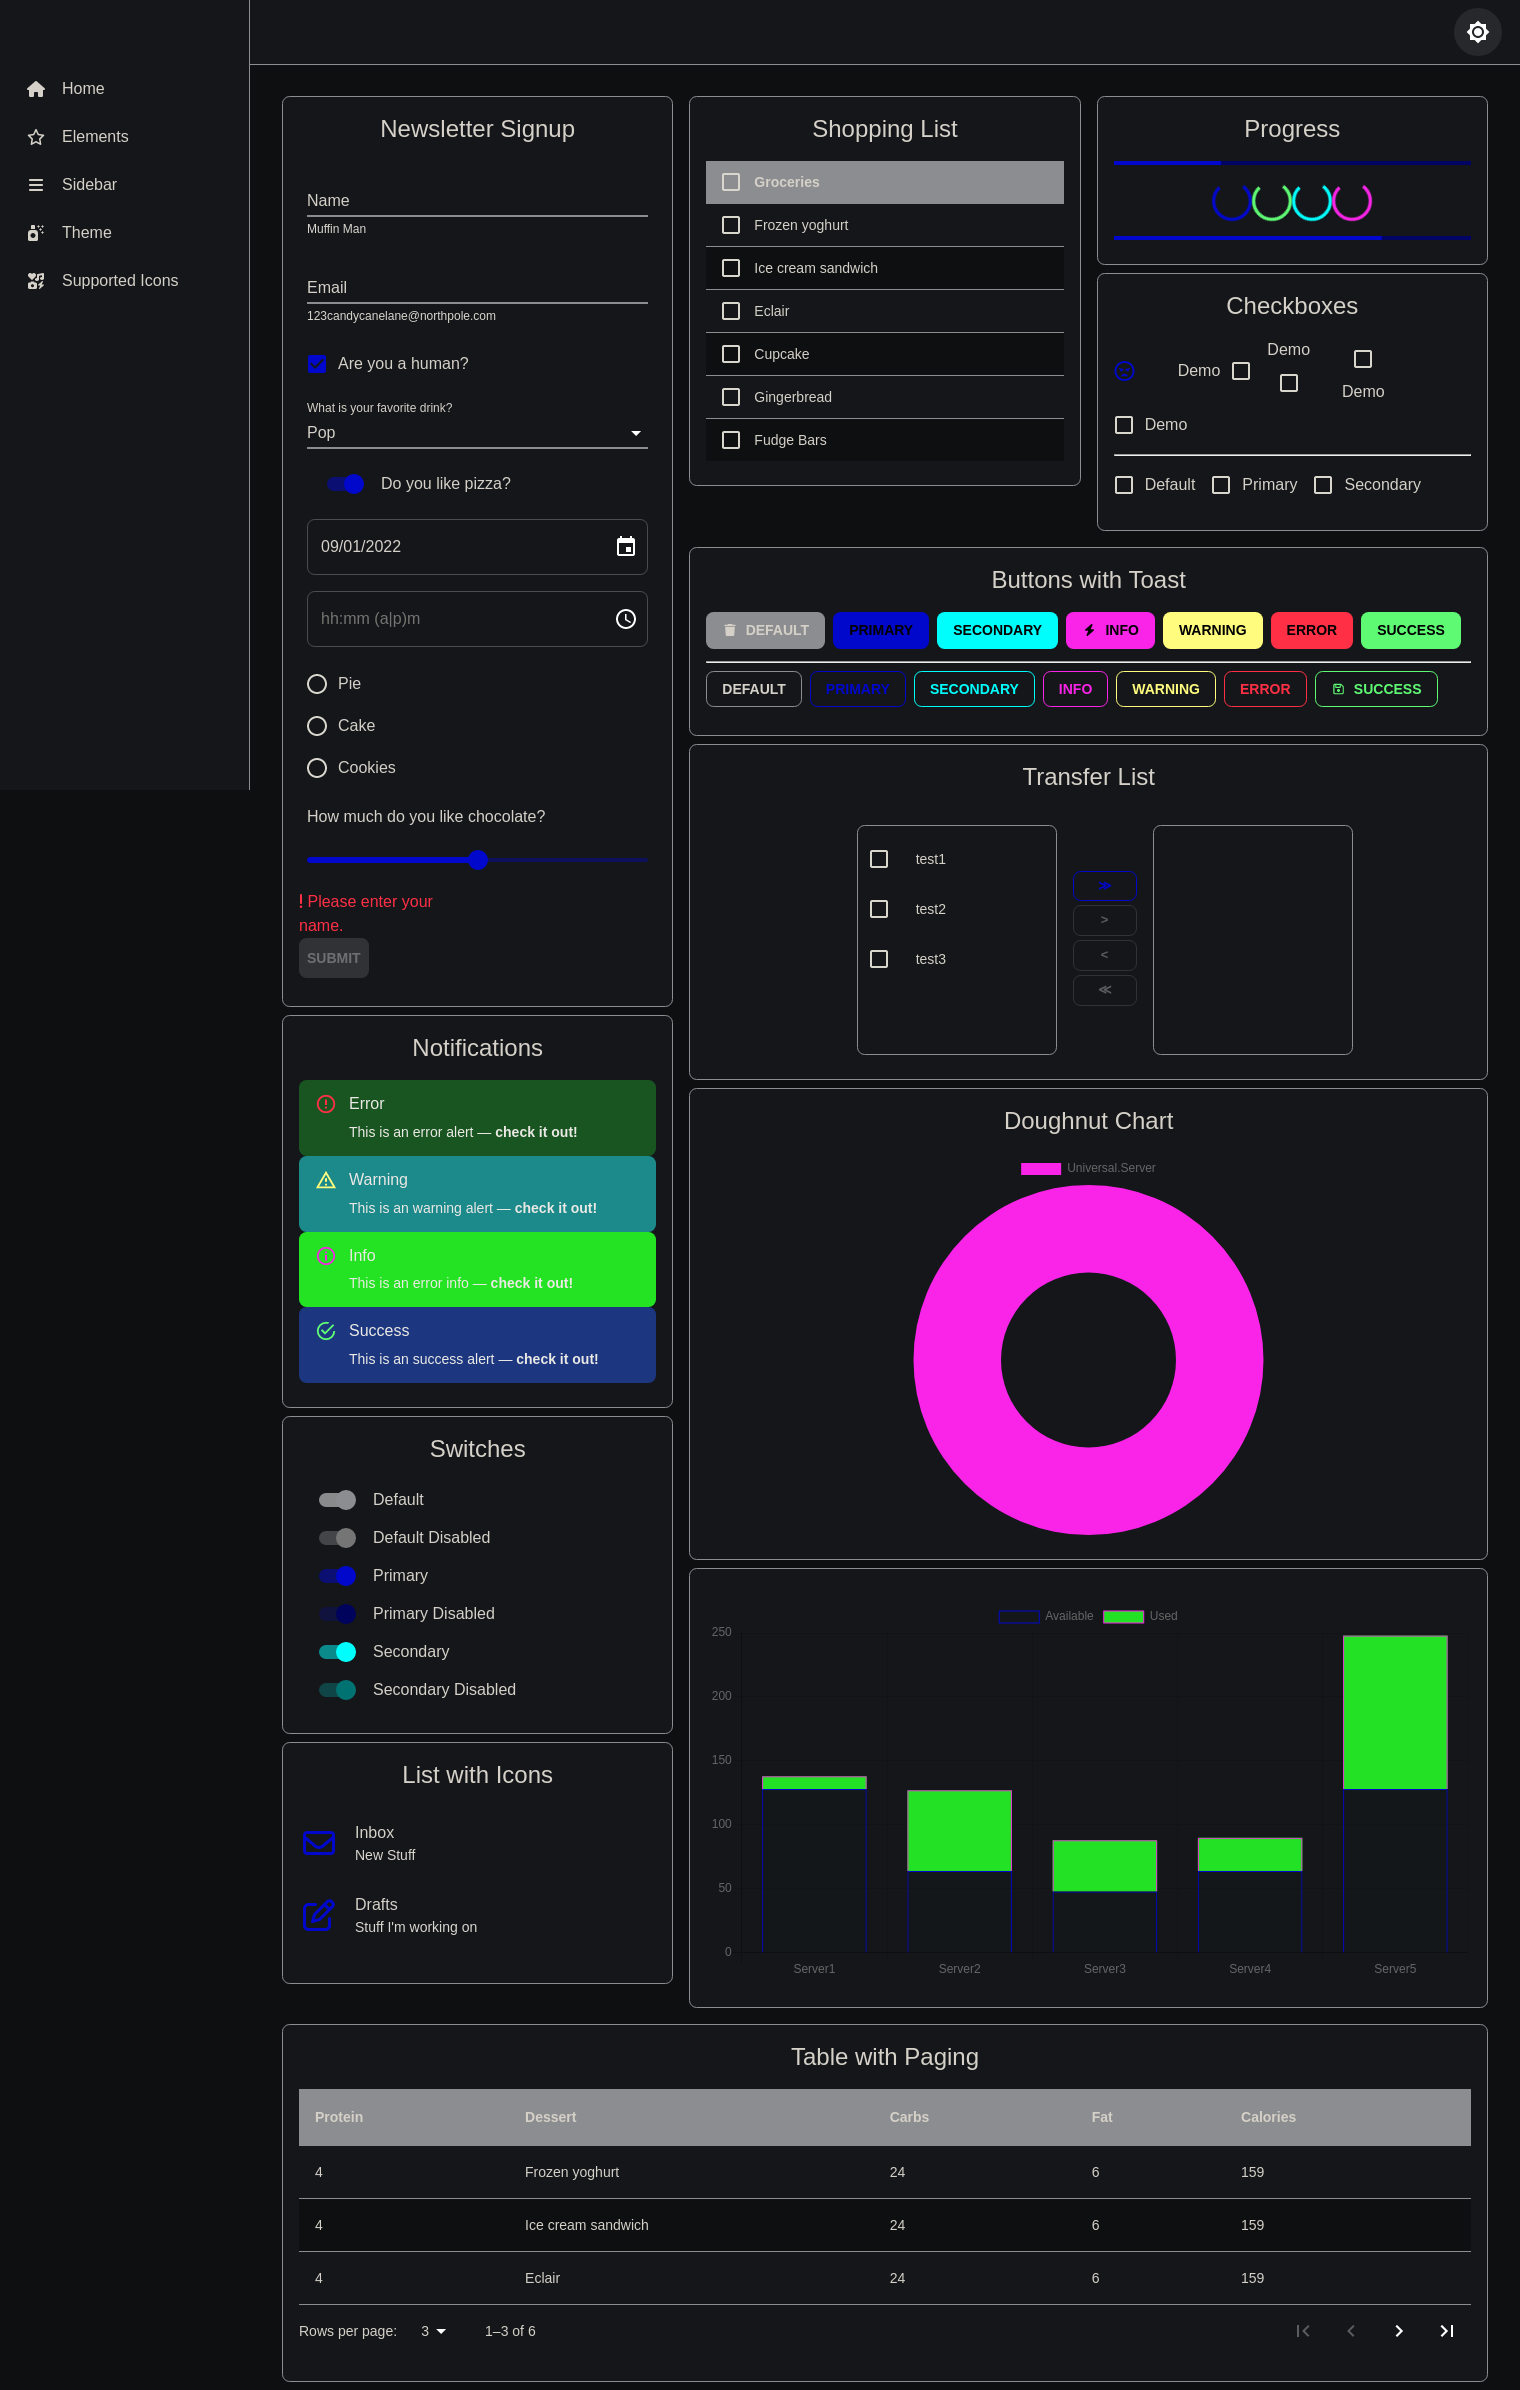 Home
Elements
Sidebar
Theme
Supported Icons
Newsletter Signup
Name
Muffin Man
Email
123candycanelane@northpole.com
Are you a human?
What is your favorite drink?
Pop
Do you like pizza?
09/01/2022
hh:mm (a|p)m
Pie
Cake
Cookies
How much do you like chocolate?
! Please enter your
name.
SUBMIT
Notifications
Error
This is an error alert — check it out!
Warning
This is an warning alert — check it out!
Info
This is an error info — check it out!
Success
This is an success alert — check it out!
Switches
Default
Default Disabled
Primary
Primary Disabled
Secondary
Secondary Disabled
List with Icons
Inbox
New Stuff
Drafts
Stuff I'm working on
Shopping List
Groceries
Frozen yoghurt
Ice cream sandwich
Eclair
Cupcake
Gingerbread
Fudge Bars
Progress
Checkboxes
Demo
Demo
Demo
Demo
Default Primary Secondary
Buttons with Toast
DEFAULT PRIMARY SECONDARY INFO WARNING ERROR SUCCESS
DEFAULT PRIMARY SECONDARY INFO WARNING ERROR SUCCESS
Transfer List
test1
test2
test3
≫
>
<
≪
Doughnut Chart
Universal.Server
Available Used
250
200
150
100
50
0
Server1 Server2 Server3 Server4 Server5
Table with Paging
Protein Dessert Carbs Fat Calories
4 Frozen yoghurt 24 6 159
4 Ice cream sandwich 24 6 159
4 Eclair 24 6 159
Rows per page: 3 1–3 of 6